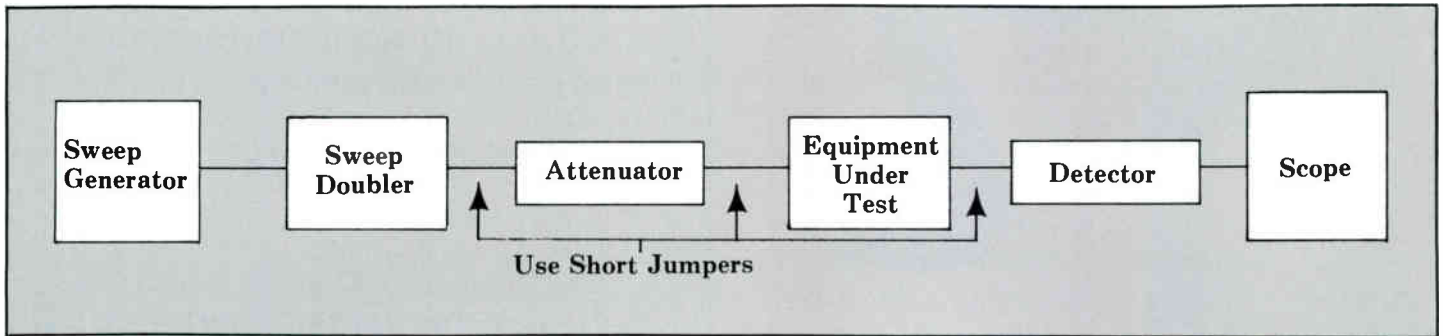 Sweep
Generator
Sweep
Doubler
Attenuator
Equipment
Under
Test
Detector
Scope
Use Short Jumpers